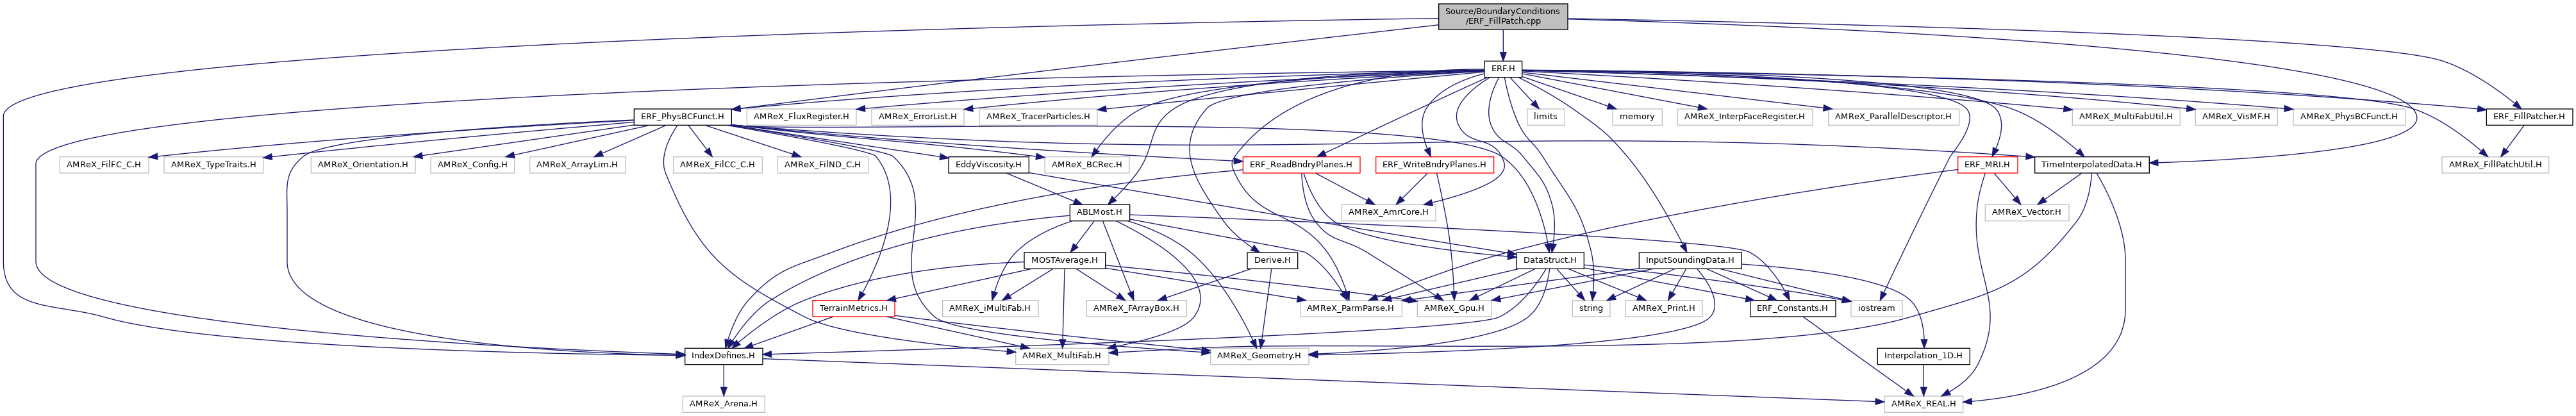 Source/BoundaryConditions
/ERF_FillPatch.cpp
ERF.H
ERF_PhysBCFunct.H
AMReX_FluxRegister.H
AMReX_ErrorList.H
AMReX_TracerParticles.H
limits
memory
AMReX_InterpFaceRegister.H
AMReX_ParallelDescriptor.H
AMReX_MultiFabUtil.H
AMReX_VisMF.H
AMReX_PhysBCFunct.H
ERF_FillPatcher.H
AMReX_FilFC_C.H
AMReX_TypeTraits.H
AMReX_Orientation.H
AMReX_Config.H
AMReX_ArrayLim.H
AMReX_FilCC_C.H
AMReX_FilND_C.H
EddyViscosity.H
AMReX_BCRec.H
ERF_ReadBndryPlanes.H
ERF_WriteBndryPlanes.H
ERF_MRI.H
TimeInterpolatedData.H
AMReX_FillPatchUtil.H
ABLMost.H
AMReX_AmrCore.H
AMReX_Vector.H
MOSTAverage.H
Derive.H
DataStruct.H
InputSoundingData.H
TerrainMetrics.H
AMReX_iMultiFab.H
AMReX_FArrayBox.H
AMReX_ParmParse.H
AMReX_Gpu.H
string
AMReX_Print.H
ERF_Constants.H
iostream
IndexDefines.H
AMReX_MultiFab.H
AMReX_Geometry.H
Interpolation_1D.H
AMReX_Arena.H
AMReX_REAL.H